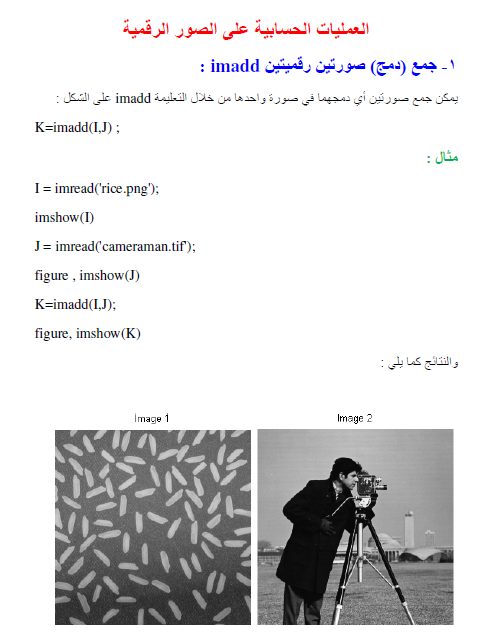 العمليات الحسابية على الصور الرقمية
١- جمع (دمج) صورتين رقميتين imadd :
يمكن جمع صورتين أي دمجهما في صورة واحدها من خلال التعليمة imadd على الشكل :
K=imadd(I,J) ;
مثال :
I = imread('rice.png');
imshow(I)
J = imread('cameraman.tif');
figure , imshow(J)
K=imadd(I,J);
figure, imshow(K)
والنتائج كما يلي :
Image 1
Image 2